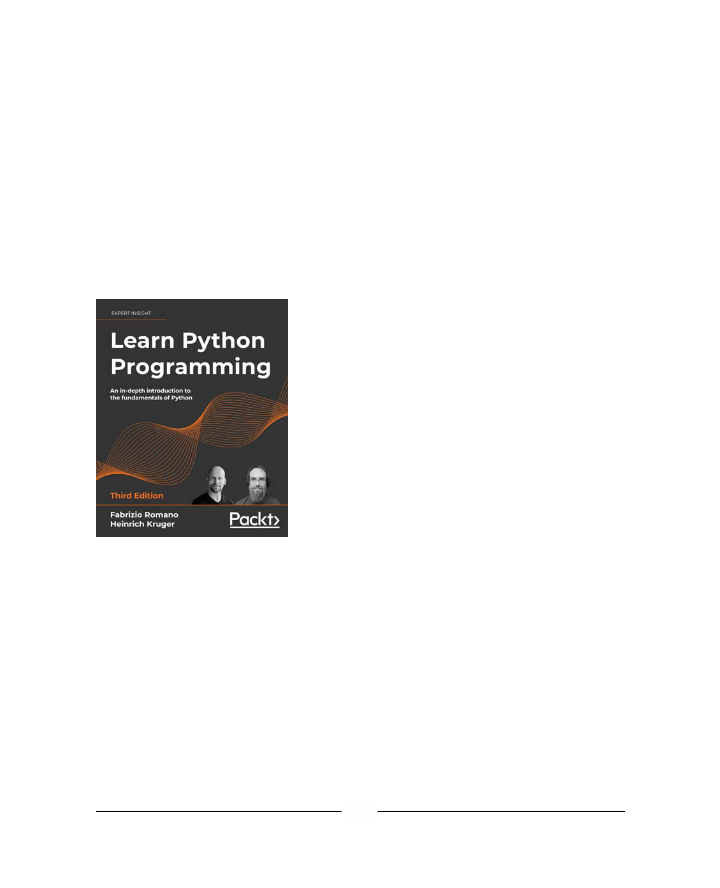 EXPERT INSIGHT
Learn Python
Programming
An in-depth introduction to
the fundamentals of Python
Third Edition
Fabrizio Romano
Heinrich Kruger
Packt>